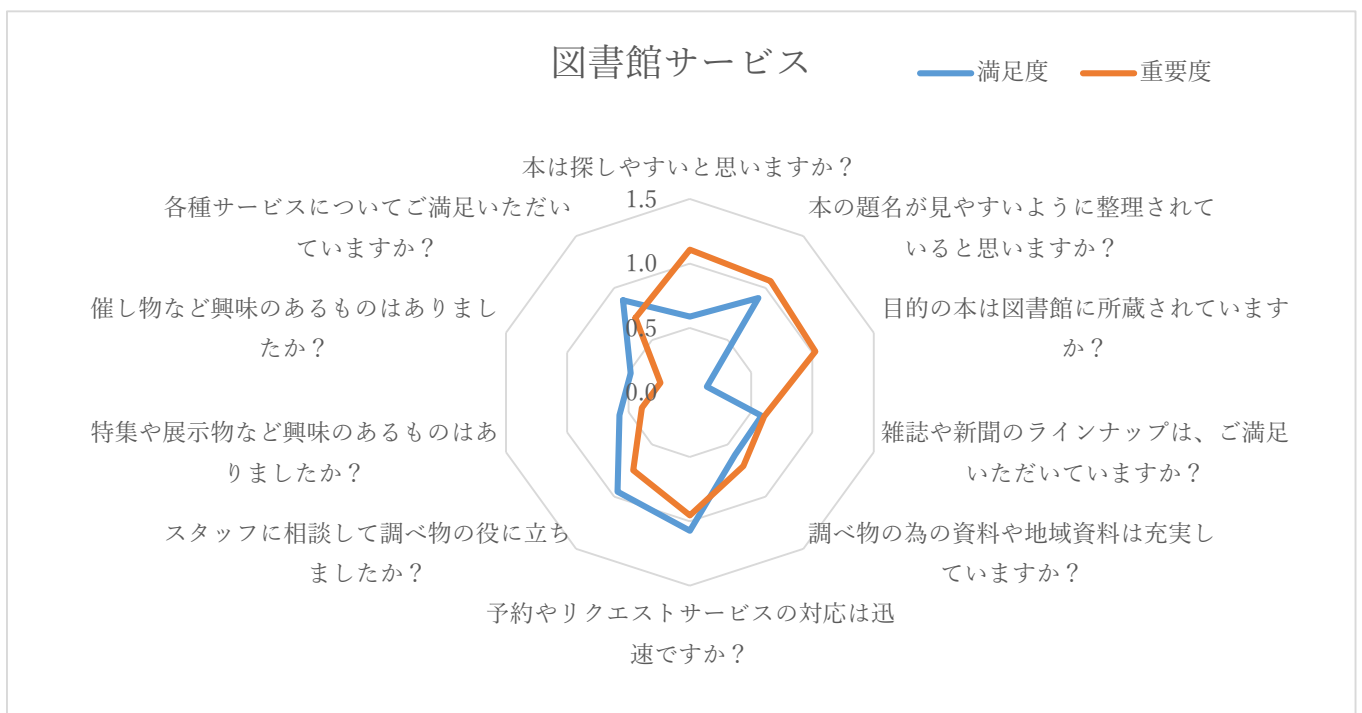 図書館サービス
満足度
重要度
本は探しやすいと思いますか？
本の題名が見やすいように整理されて
いると思いますか？
目的の本は図書館に所蔵されています
か？
雑誌や新聞のラインナップは、ご満足
いただいていますか？
調べ物の為の資料や地域資料は充実し
ていますか？
予約やリクエストサービスの対応は迅
速ですか？
スタッフに相談して調べ物の役に立ち
ましたか？
特集や展示物など興味のあるものはあ
りましたか？
催し物など興味のあるものはありまし
たか？
各種サービスについてご満足いただい
ていますか？
1.5
1.0
0.5
0.0